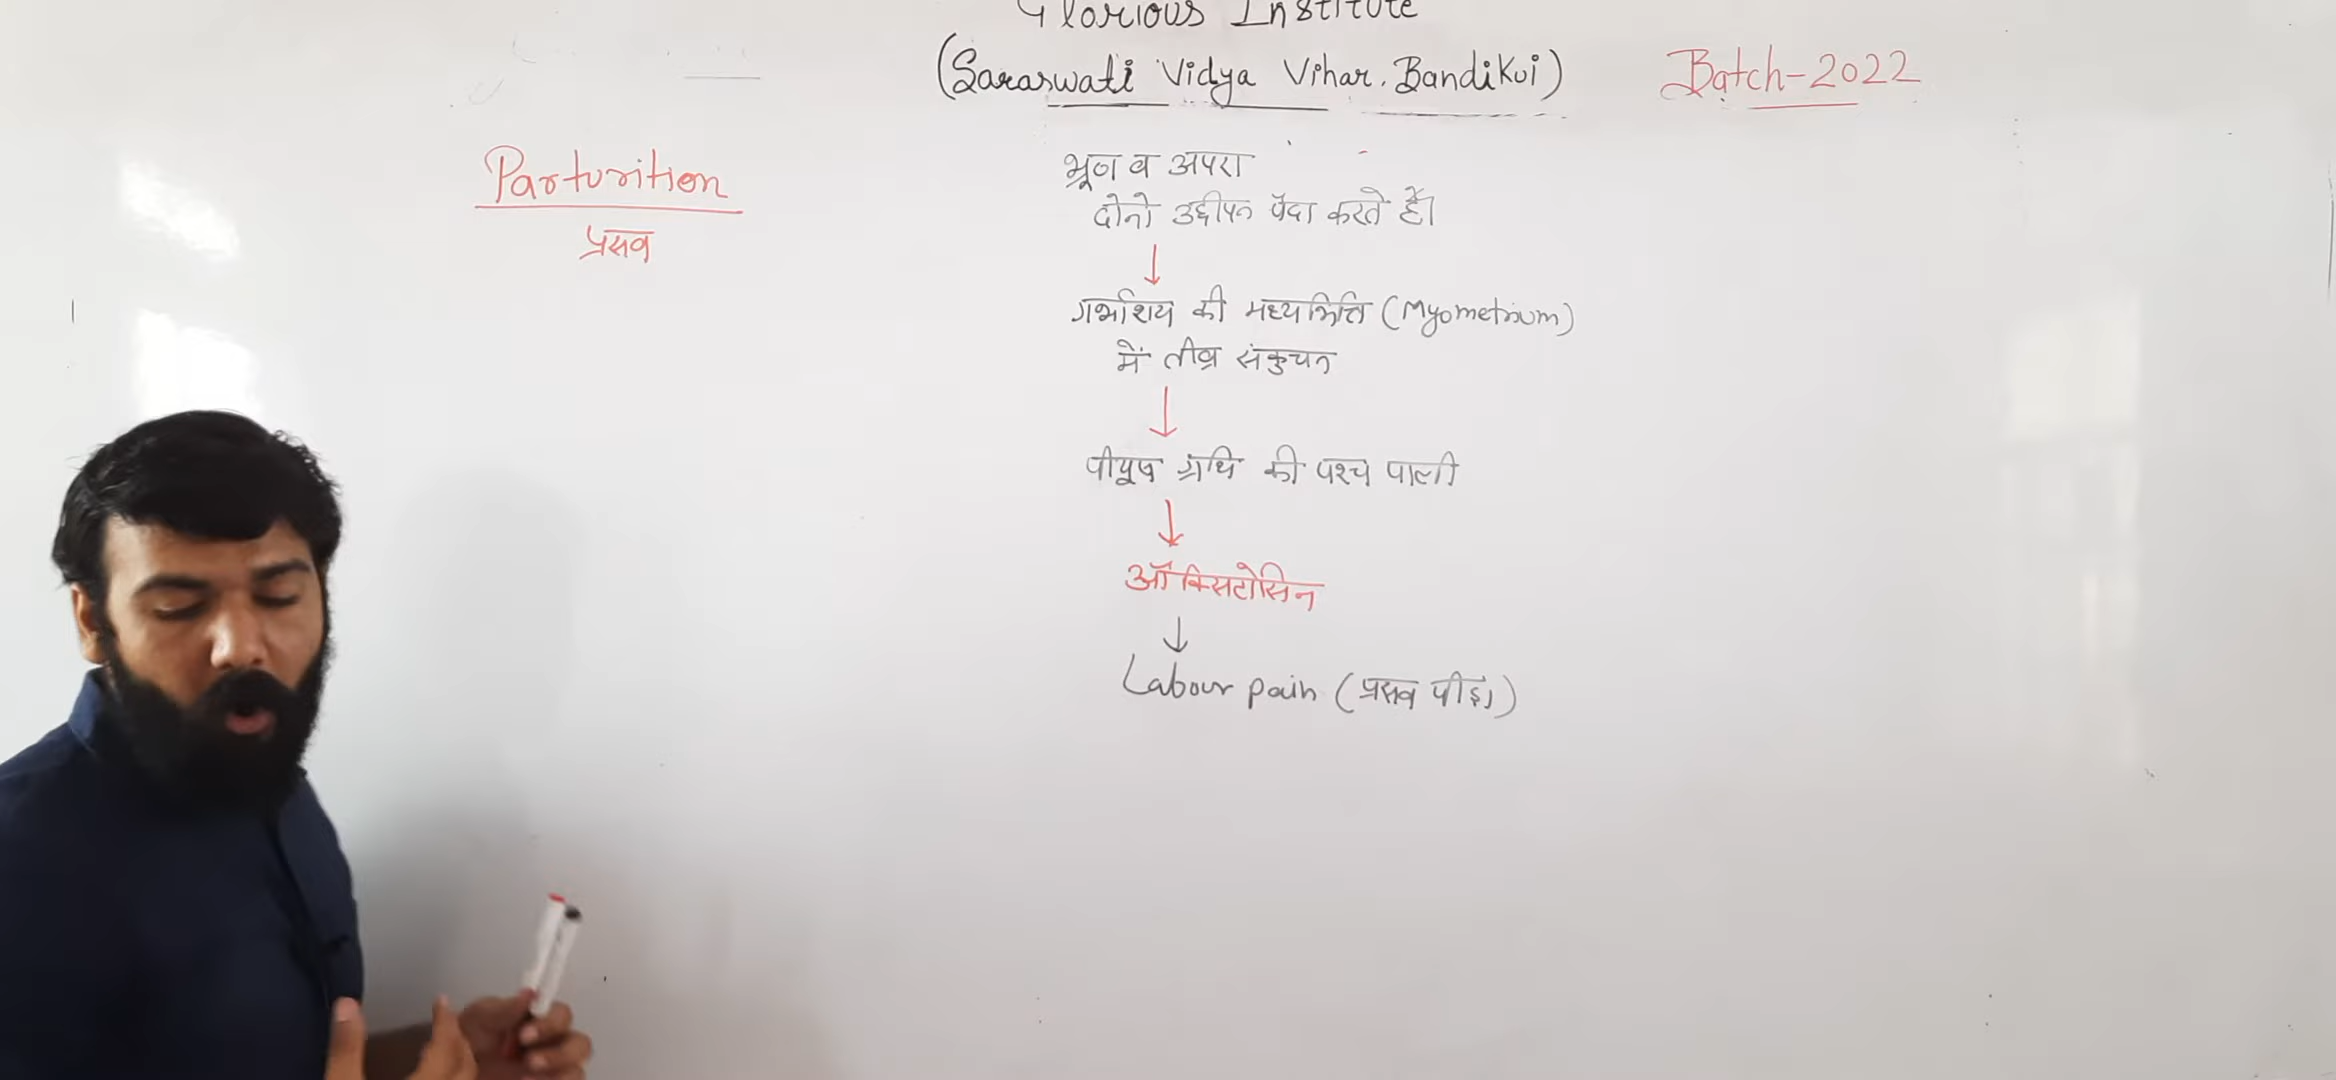 Glorious Institute
(Saraswati Vidya Vihar, Bandikui)
Batch-2022
Parturition
प्रसव
भ्रूण व अपरा
दोनो उद्दीपन पैदा करते हैं।
↓
गर्भाशय की मध्यभित्ति (Myometrium)
में तीव्र संकुचन
↓
पीयूष ग्रंथि की पश्च पाली
↓
ऑक्सिटोसिन
↓
Labour pain (प्रसव पीड़ा)